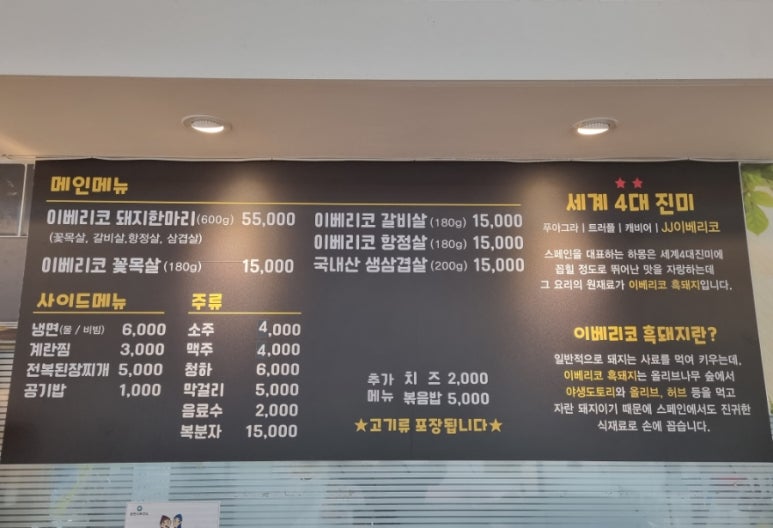 메인메뉴
이베리코 돼지한마리(600g) 55,000
(꽃목살, 갈비살,항정살, 삼겹살)
이베리코 꽃목살(180g) 15,000
이베리코 갈비살(180g) 15,000
이베리코 항정살(180g) 15,000
국내산 생삼겹살(200g) 15,000
사이드메뉴
냉면(물 / 비빔) 6,000
계란찜 3,000
전복된장찌개 5,000
공기밥 1,000
주류
소주 4,000
맥주 4,000
청하 6,000
막걸리 5,000
음료수 2,000
복분자 15,000
추가 메뉴
치즈 2,000
볶음밥 5,000
★고기류 포장됩니다★
★★
세계 4대 진미
푸아그라 | 트러플 | 캐비어 | JJ이베리코
스페인을 대표하는 하몽은 세계4대진미에
꼽힐 정도로 뛰어난 맛을 자랑하는데
그 요리의 원재료가 이베리코 흑돼지입니다.
이베리코 흑돼지란?
일반적으로 돼지는 사료를 먹여 키우는데,
이베리코 흑돼지는 올리브나무 숲에서
야생도토리와 올리브, 허브 등을 먹고
자란 돼지이기 때문에 스페인에서도 진귀한
식재료로 손에 꼽습니다.